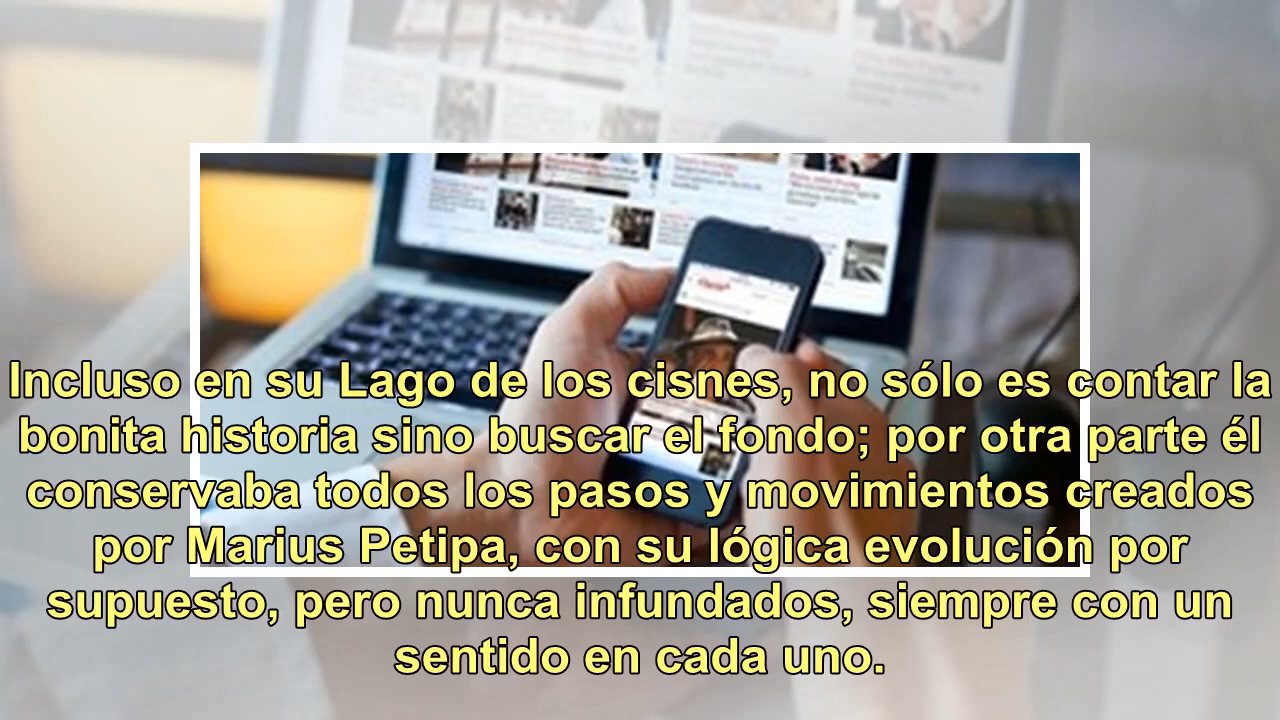 Incluso en su Lago de los cisnes, no sólo es contar la
bonita historia sino buscar el fondo; por otra parte él
conservaba todos los pasos y movimientos creados
por Marius Petipa, con su lógica evolución por
supuesto, pero nunca infundados, siempre con un
sentido en cada uno.